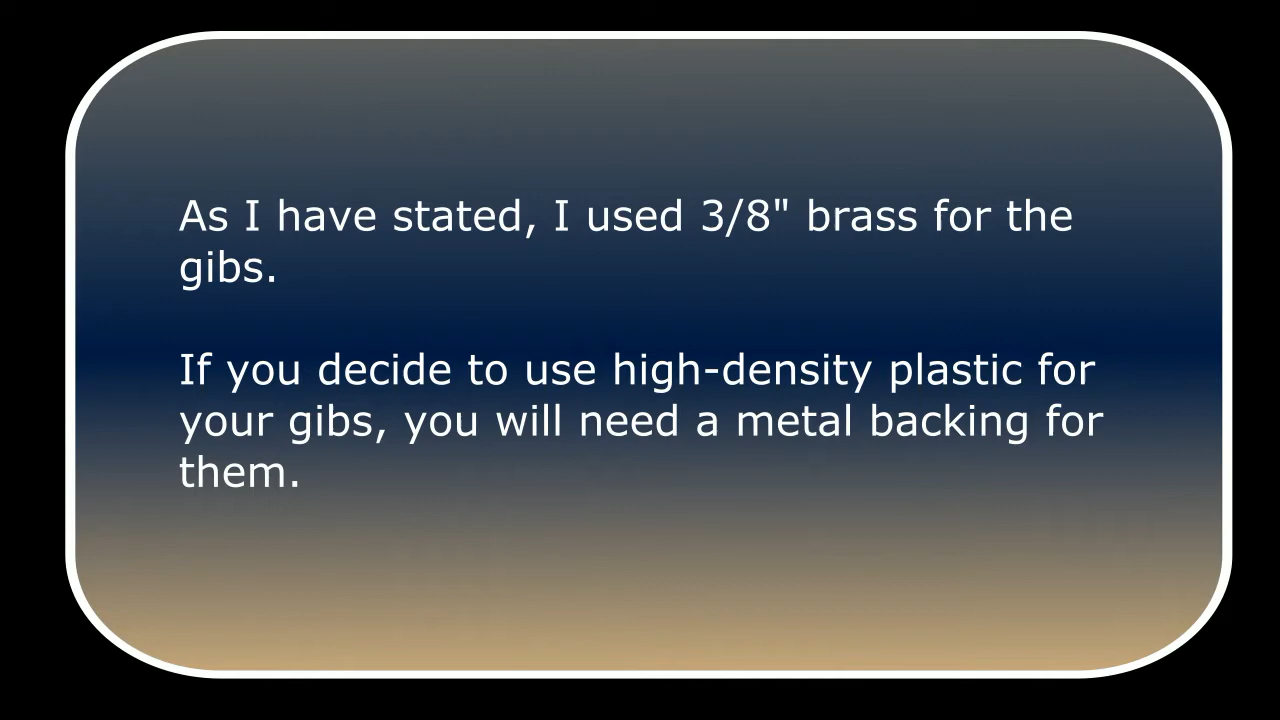 As I have stated, I used 3/8" brass for the
gibs.
If you decide to use high-density plastic for
your gibs, you will need a metal backing for
them.